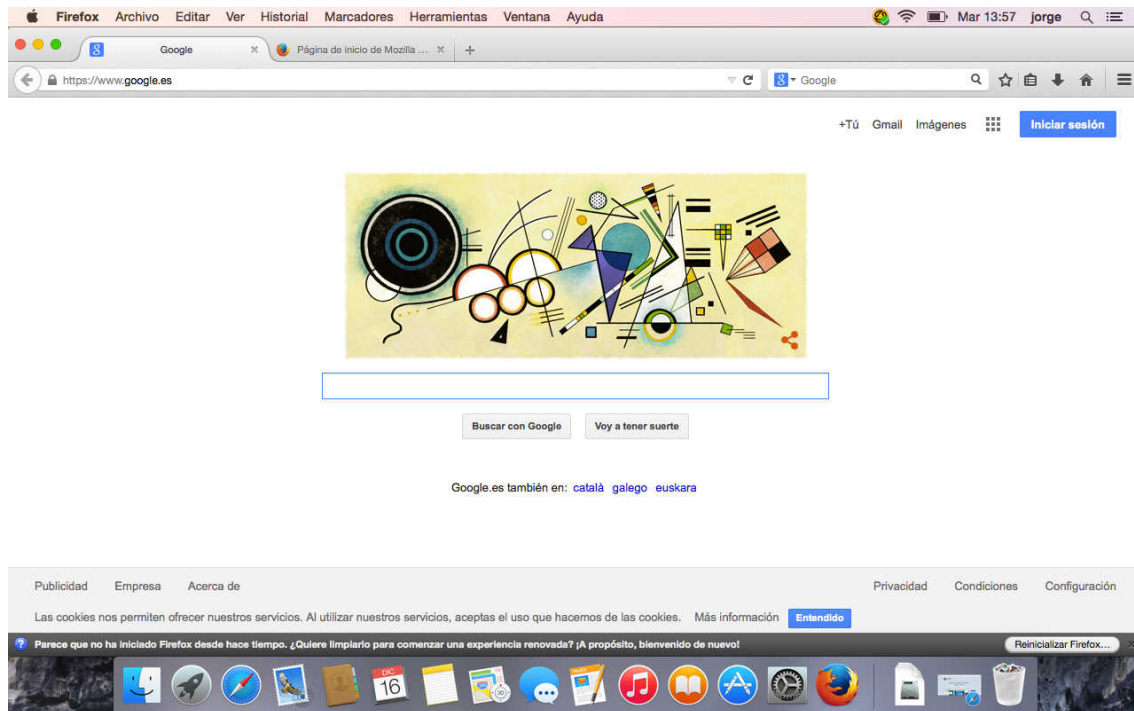 Firefox Archivo Editar Ver Historial Marcadores Herramientas Ventana Ayuda Mar 13:57 jorge
8 Google Página de inicio de Mozilla ...
https://www.google.es 8 Google
+Tú Gmail Imágenes Iniciar sesión
Buscar con Google Voy a tener suerte
Google.es también en: català galego euskara
Publicidad Empresa Acerca de Privacidad Condiciones Configuración
Las cookies nos permiten ofrecer nuestros servicios. Al utilizar nuestros servicios, aceptas el uso que hacemos de las cookies. Más información Entendido
? Parece que no ha iniciado Firefox desde hace tiempo. ¿Quiere limpiarlo para comenzar una experiencia renovada? ¡A propósito, bienvenido de nuevo! Reinicializar Firefox...
DIC
16